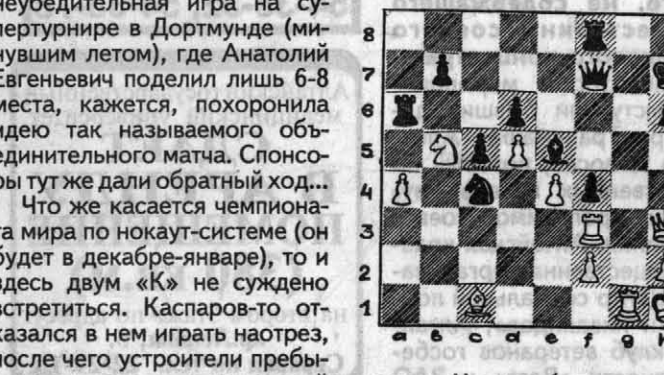 неубедительная игра на су-
пертурнире в Дортмунде (ми-
нувшим летом), где Анатолий
Евгеньевич поделил лишь 6-8
места, кажется, похоронила
идею так называемого объ-
единительного матча. Спонсо-
ры тут же дали обратный ход...
Что же касается чемпиона-
та мира по нокаут-системе (он
будет в декабре-январе), то и
здесь двум «К» не суждено
встретиться. Каспаров-то от-
казался в нем играть наотрез,
после чего устроители пребы-
8
7
6
5
4
3
2
1
a b c d e f g h